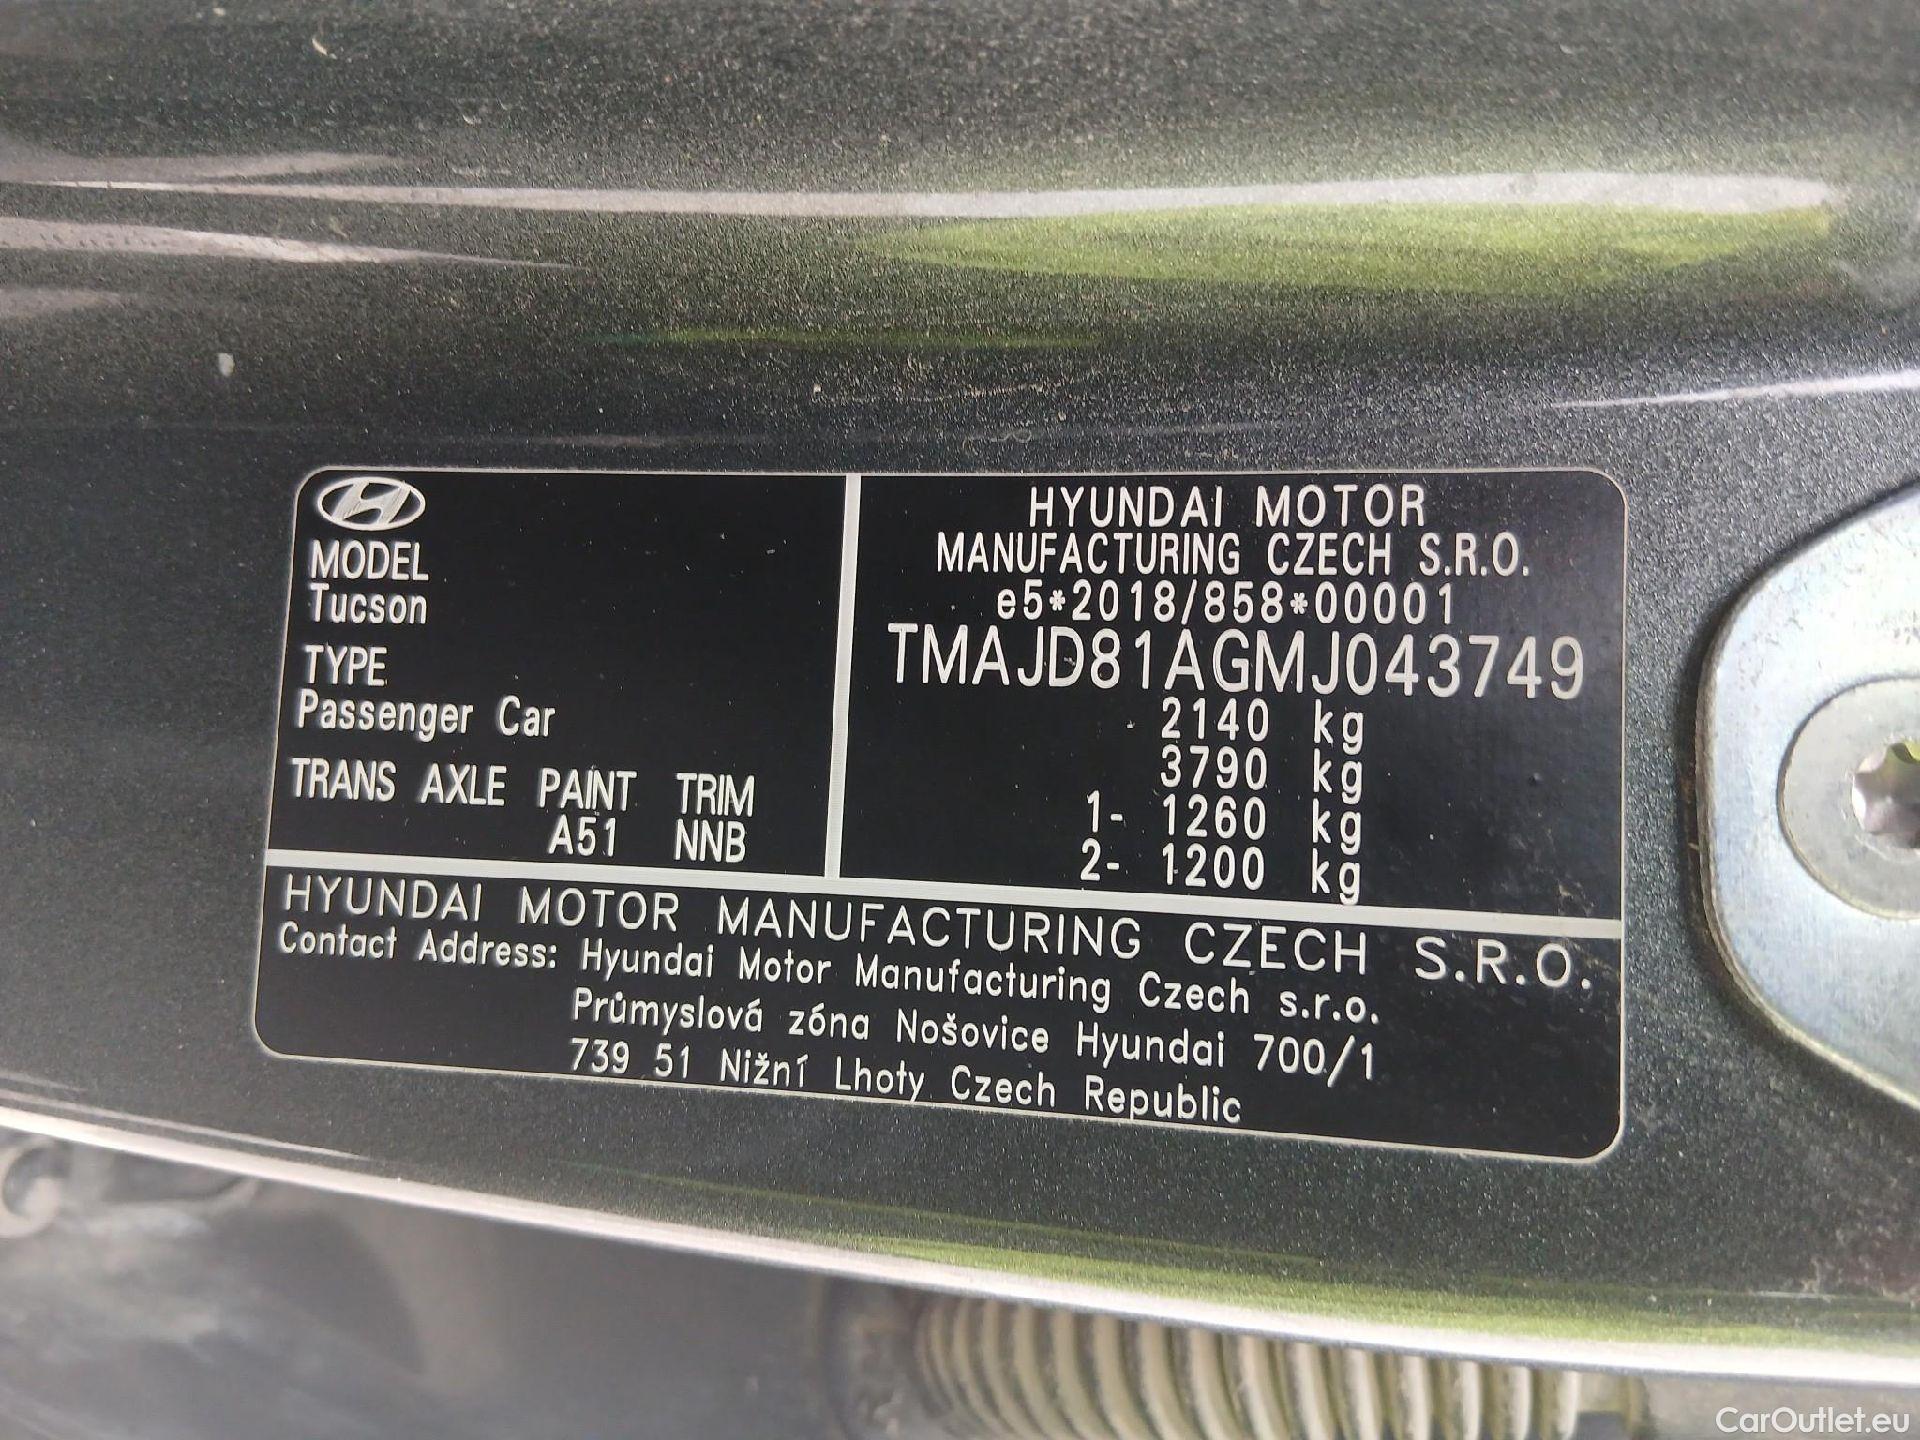 MODEL
Tucson
TYPE
Passenger Car
TRANS AXLE PAINT TRIM
A51 NNB
HYUNDAI MOTOR
MANUFACTURING CZECH S.R.O.
e5*2018/858*00001
TMAJD81AGMJ043749
2140 kg
3790 kg
1- 1260 kg
2- 1200 kg
HYUNDAI MOTOR MANUFACTURING CZECH S.R.O.
Contact Address: Hyundai Motor Manufacturing Czech s.r.o.
Průmyslová zóna Nošovice Hyundai 700/1
739 51 Nižní Lhoty Czech Republic
CarOutlet.eu